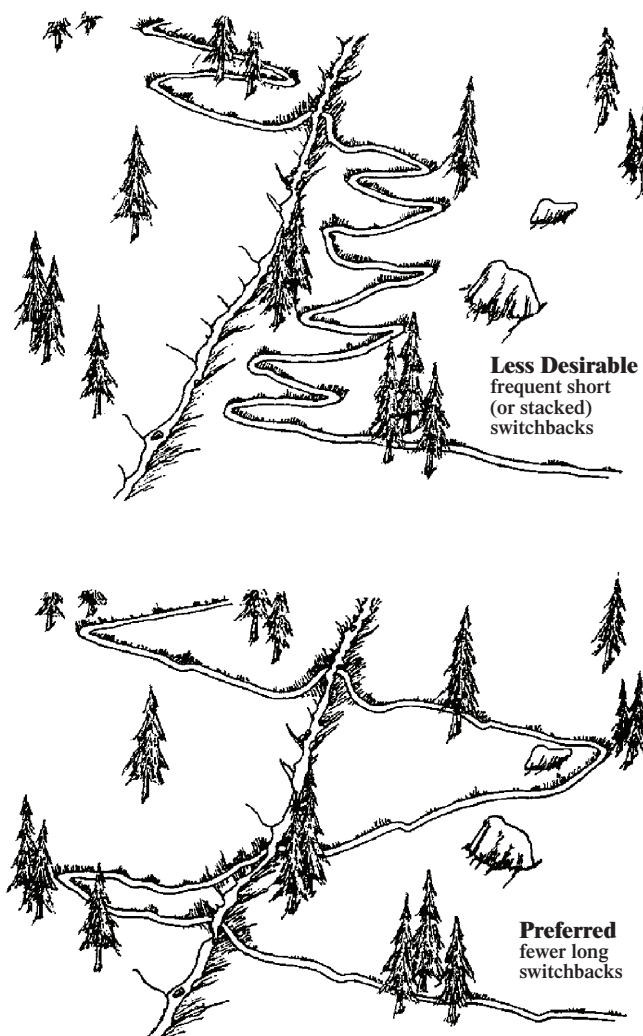 Less Desirable
frequent short
(or stacked)
switchbacks
Preferred
fewer long
switchbacks